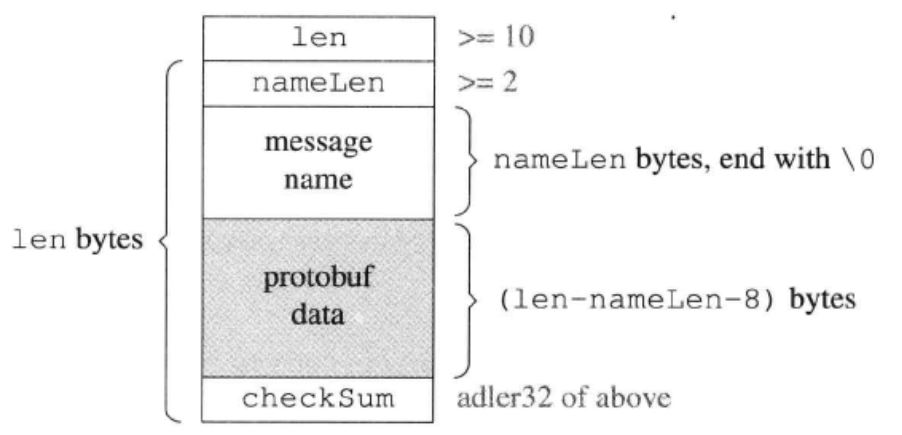 len >= 10
nameLen >= 2
message
name
nameLen bytes, end with \0
len bytes
protobuf
data
(len-nameLen-8) bytes
checkSum adler32 of above